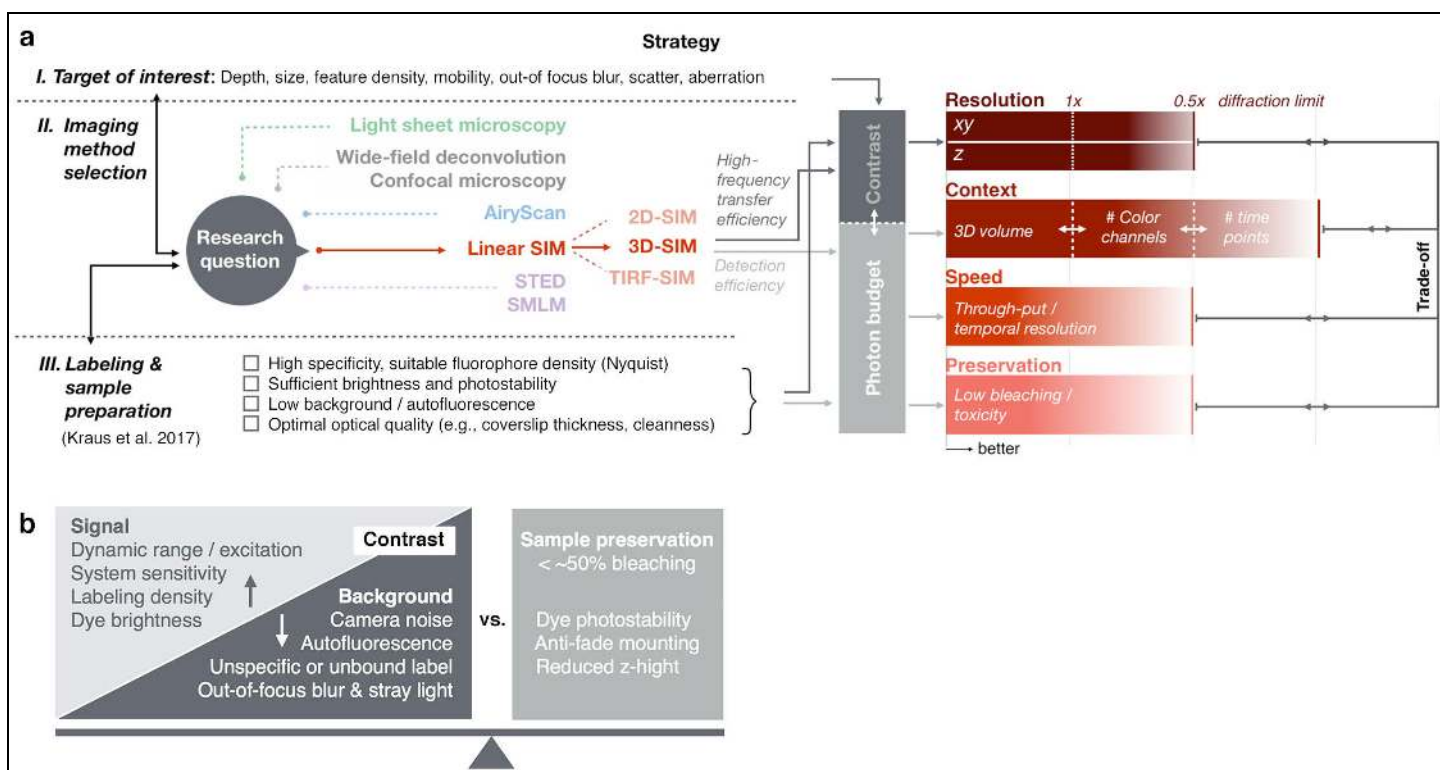 a
Strategy
I. Target of interest: Depth, size, feature density, mobility, out-of focus blur, scatter, aberration
II. Imaging
method
selection
Light sheet microscopy
Wide-field deconvolution
Confocal microscopy
AiryScan
Research
question
Linear SIM
2D-SIM
3D-SIM
TIRF-SIM
STED
SMLM
High-
frequency
transfer
efficiency
Detection
efficiency
III. Labeling &
sample
preparation
(Kraus et al. 2017)
High specificity, suitable fluorophore density (Nyquist)
Sufficient brightness and photostability
Low background / autofluorescence
Optimal optical quality (e.g., coverslip thickness, cleanness)
Contrast
Photon budget
Resolution
1x
0.5x
diffraction limit
xy
z
Context
3D volume
# Color
channels
# time
points
Speed
Through-put /
temporal resolution
Preservation
Low bleaching /
toxicity
better
Trade-off
b
Signal
Dynamic range / excitation
System sensitivity
Labeling density
Dye brightness
Contrast
Background
Camera noise
Autofluorescence
Unspecific or unbound label
Out-of-focus blur & stray light
vs.
Sample preservation
< ~50% bleaching
Dye photostability
Anti-fade mounting
Reduced z-hight